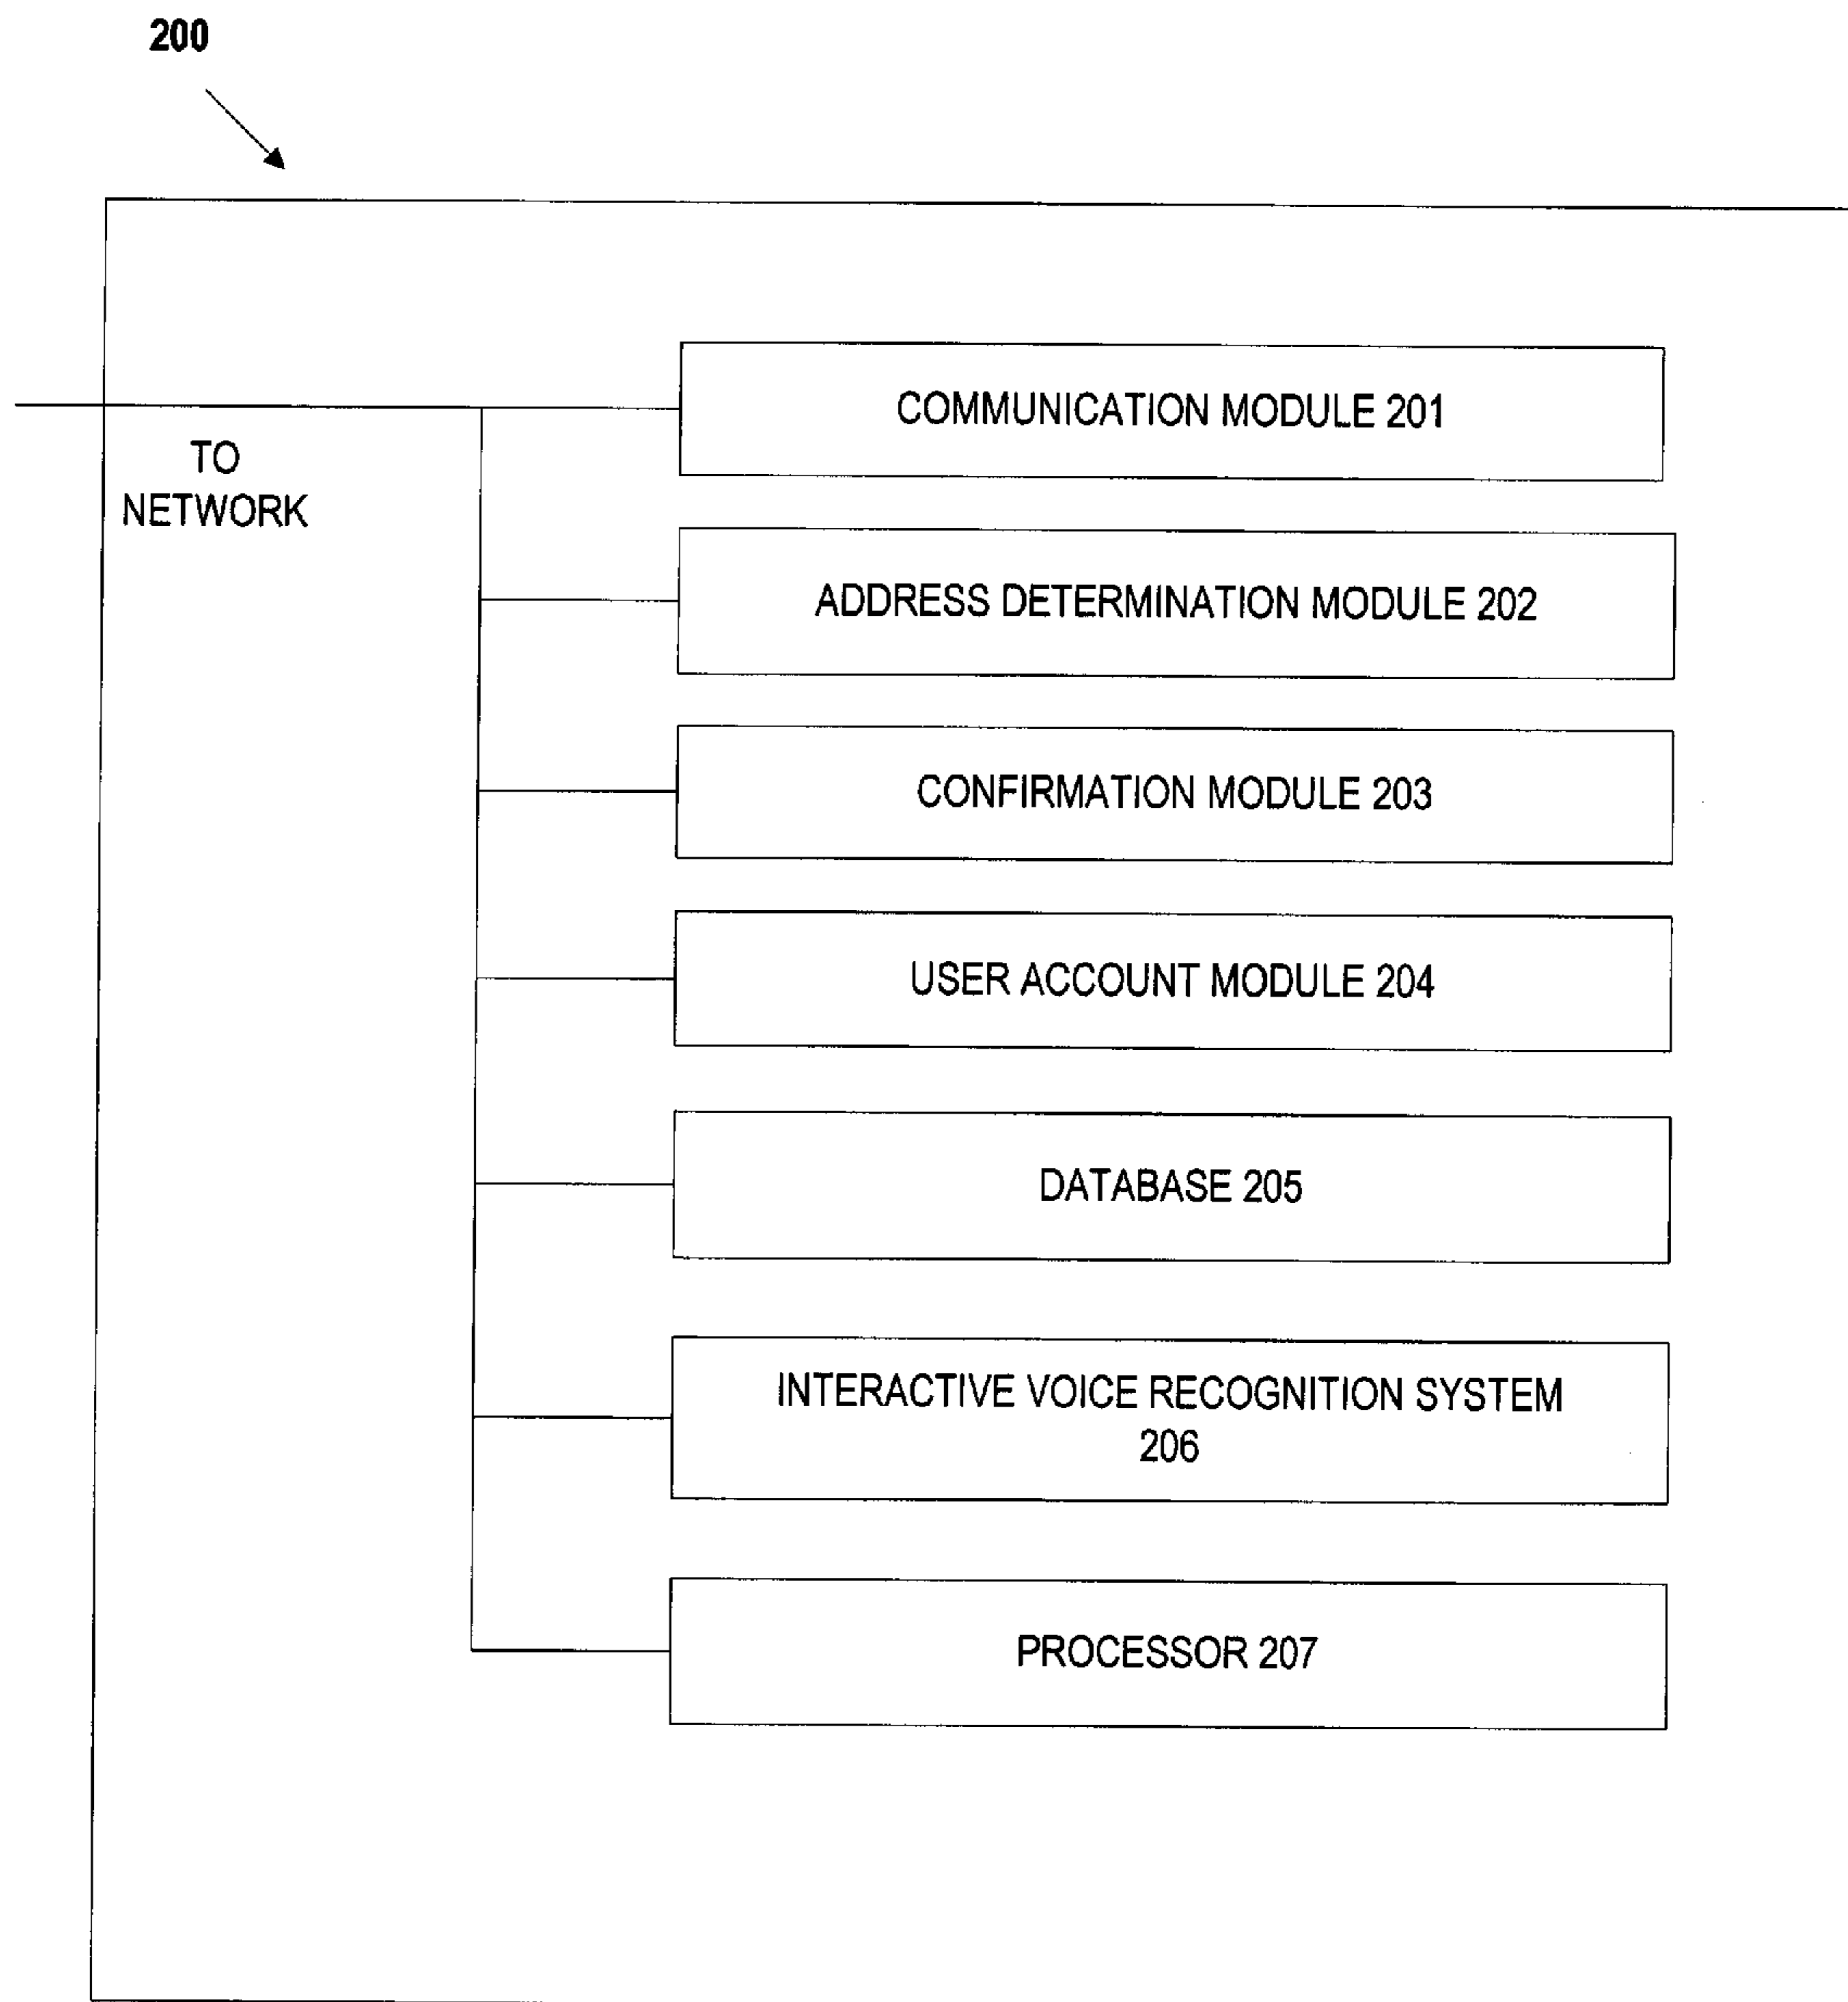 200
COMMUNICATION MODULE 201
TO
NETWORK
ADDRESS DETERMINATION MODULE 202
CONFIRMATION MODULE 203
USER ACCOUNT MODULE 204
DATABASE 205
INTERACTIVE VOICE RECOGNITION SYSTEM
206
PROCESSOR 207